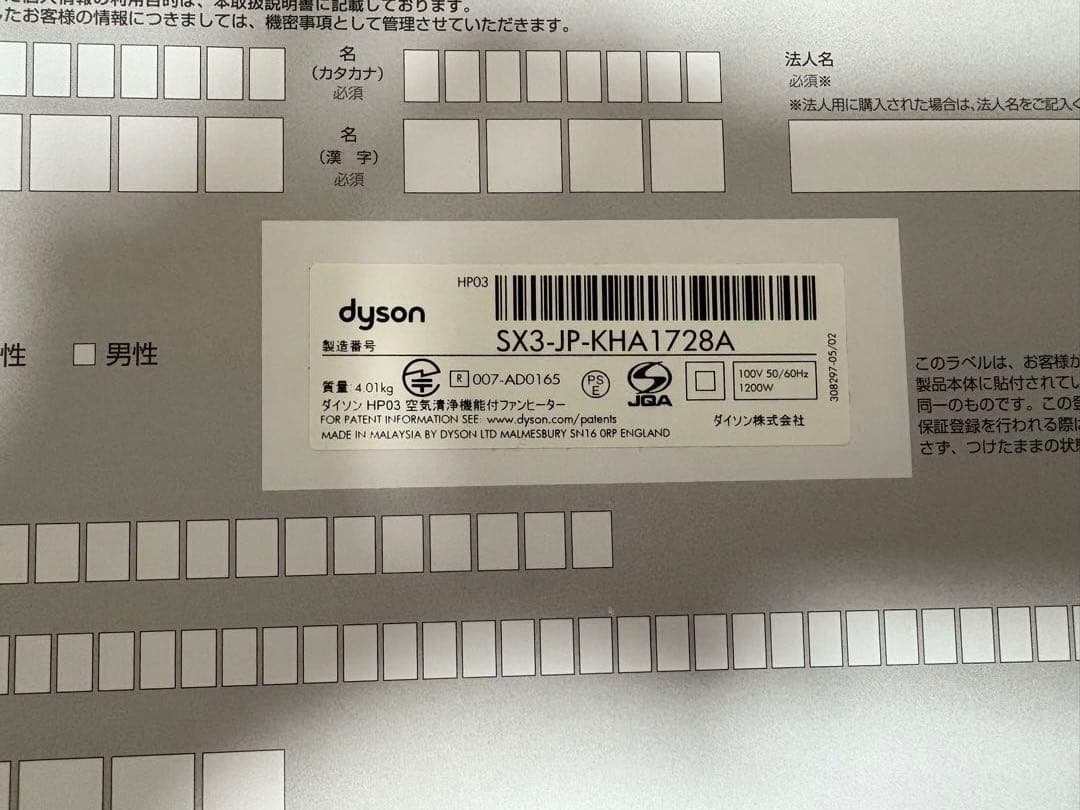 個人情報の利用目的は、本取扱説明書に記載しております。
したお客様の情報につきましては、機密事項として管理させていただきます。
名
(カタカナ)
必須
名
(漢 字)
必須
法人名
必須※
※法人用に購入された場合は、法人名をご記入く
性
男性
HP03
dyson
製造番号
SX3-JP-KHA1728A
質量: 4.01kg
R 007-AD0165
PS
E
JQA
100V 50/60Hz
1200W
308297-05/02
ダイソン HP03 空気清浄機能付ファンヒーター
FOR PATENT INFORMATION SEE: www.dyson.com/patents
ダイソン株式会社
MADE IN MALAYSIA BY DYSON LTD MALMESBURY SN16 0RP ENGLAND
このラベルは、お客様が
製品本体に貼付されてい
同一のものです。この登
保証登録を行われる際に
さず、つけたままの状態